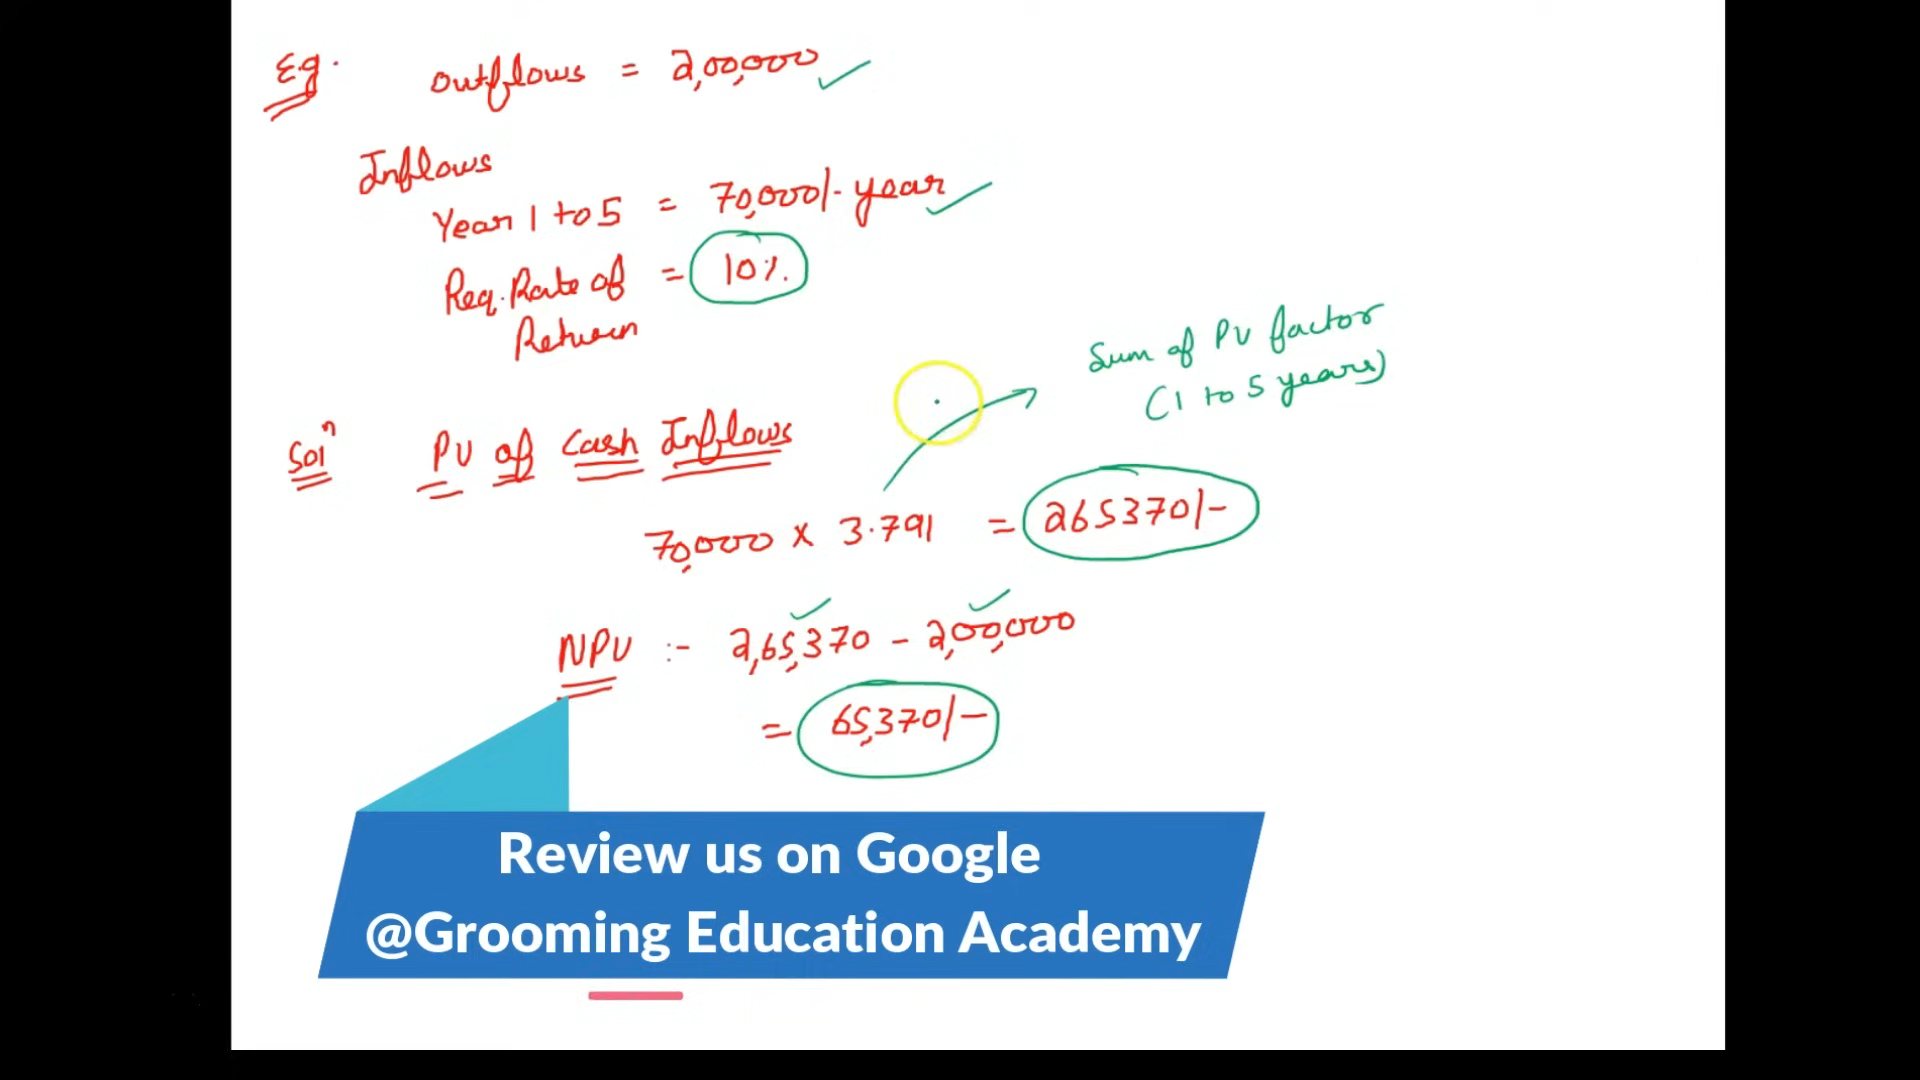 E.g.
outflows = 2,00,000
Inflows
Year 1 to 5 = 70,000/- year
Req. Rate of = 10%.
Return
Sum of PV factor
(1 to 5 years)
Solⁿ PV of Cash Inflows
70,000 x 3.791 = 265370/-
NPV :- 2,65,370 - 2,00,000
= 65,370/-
Review us on Google
@Grooming Education Academy